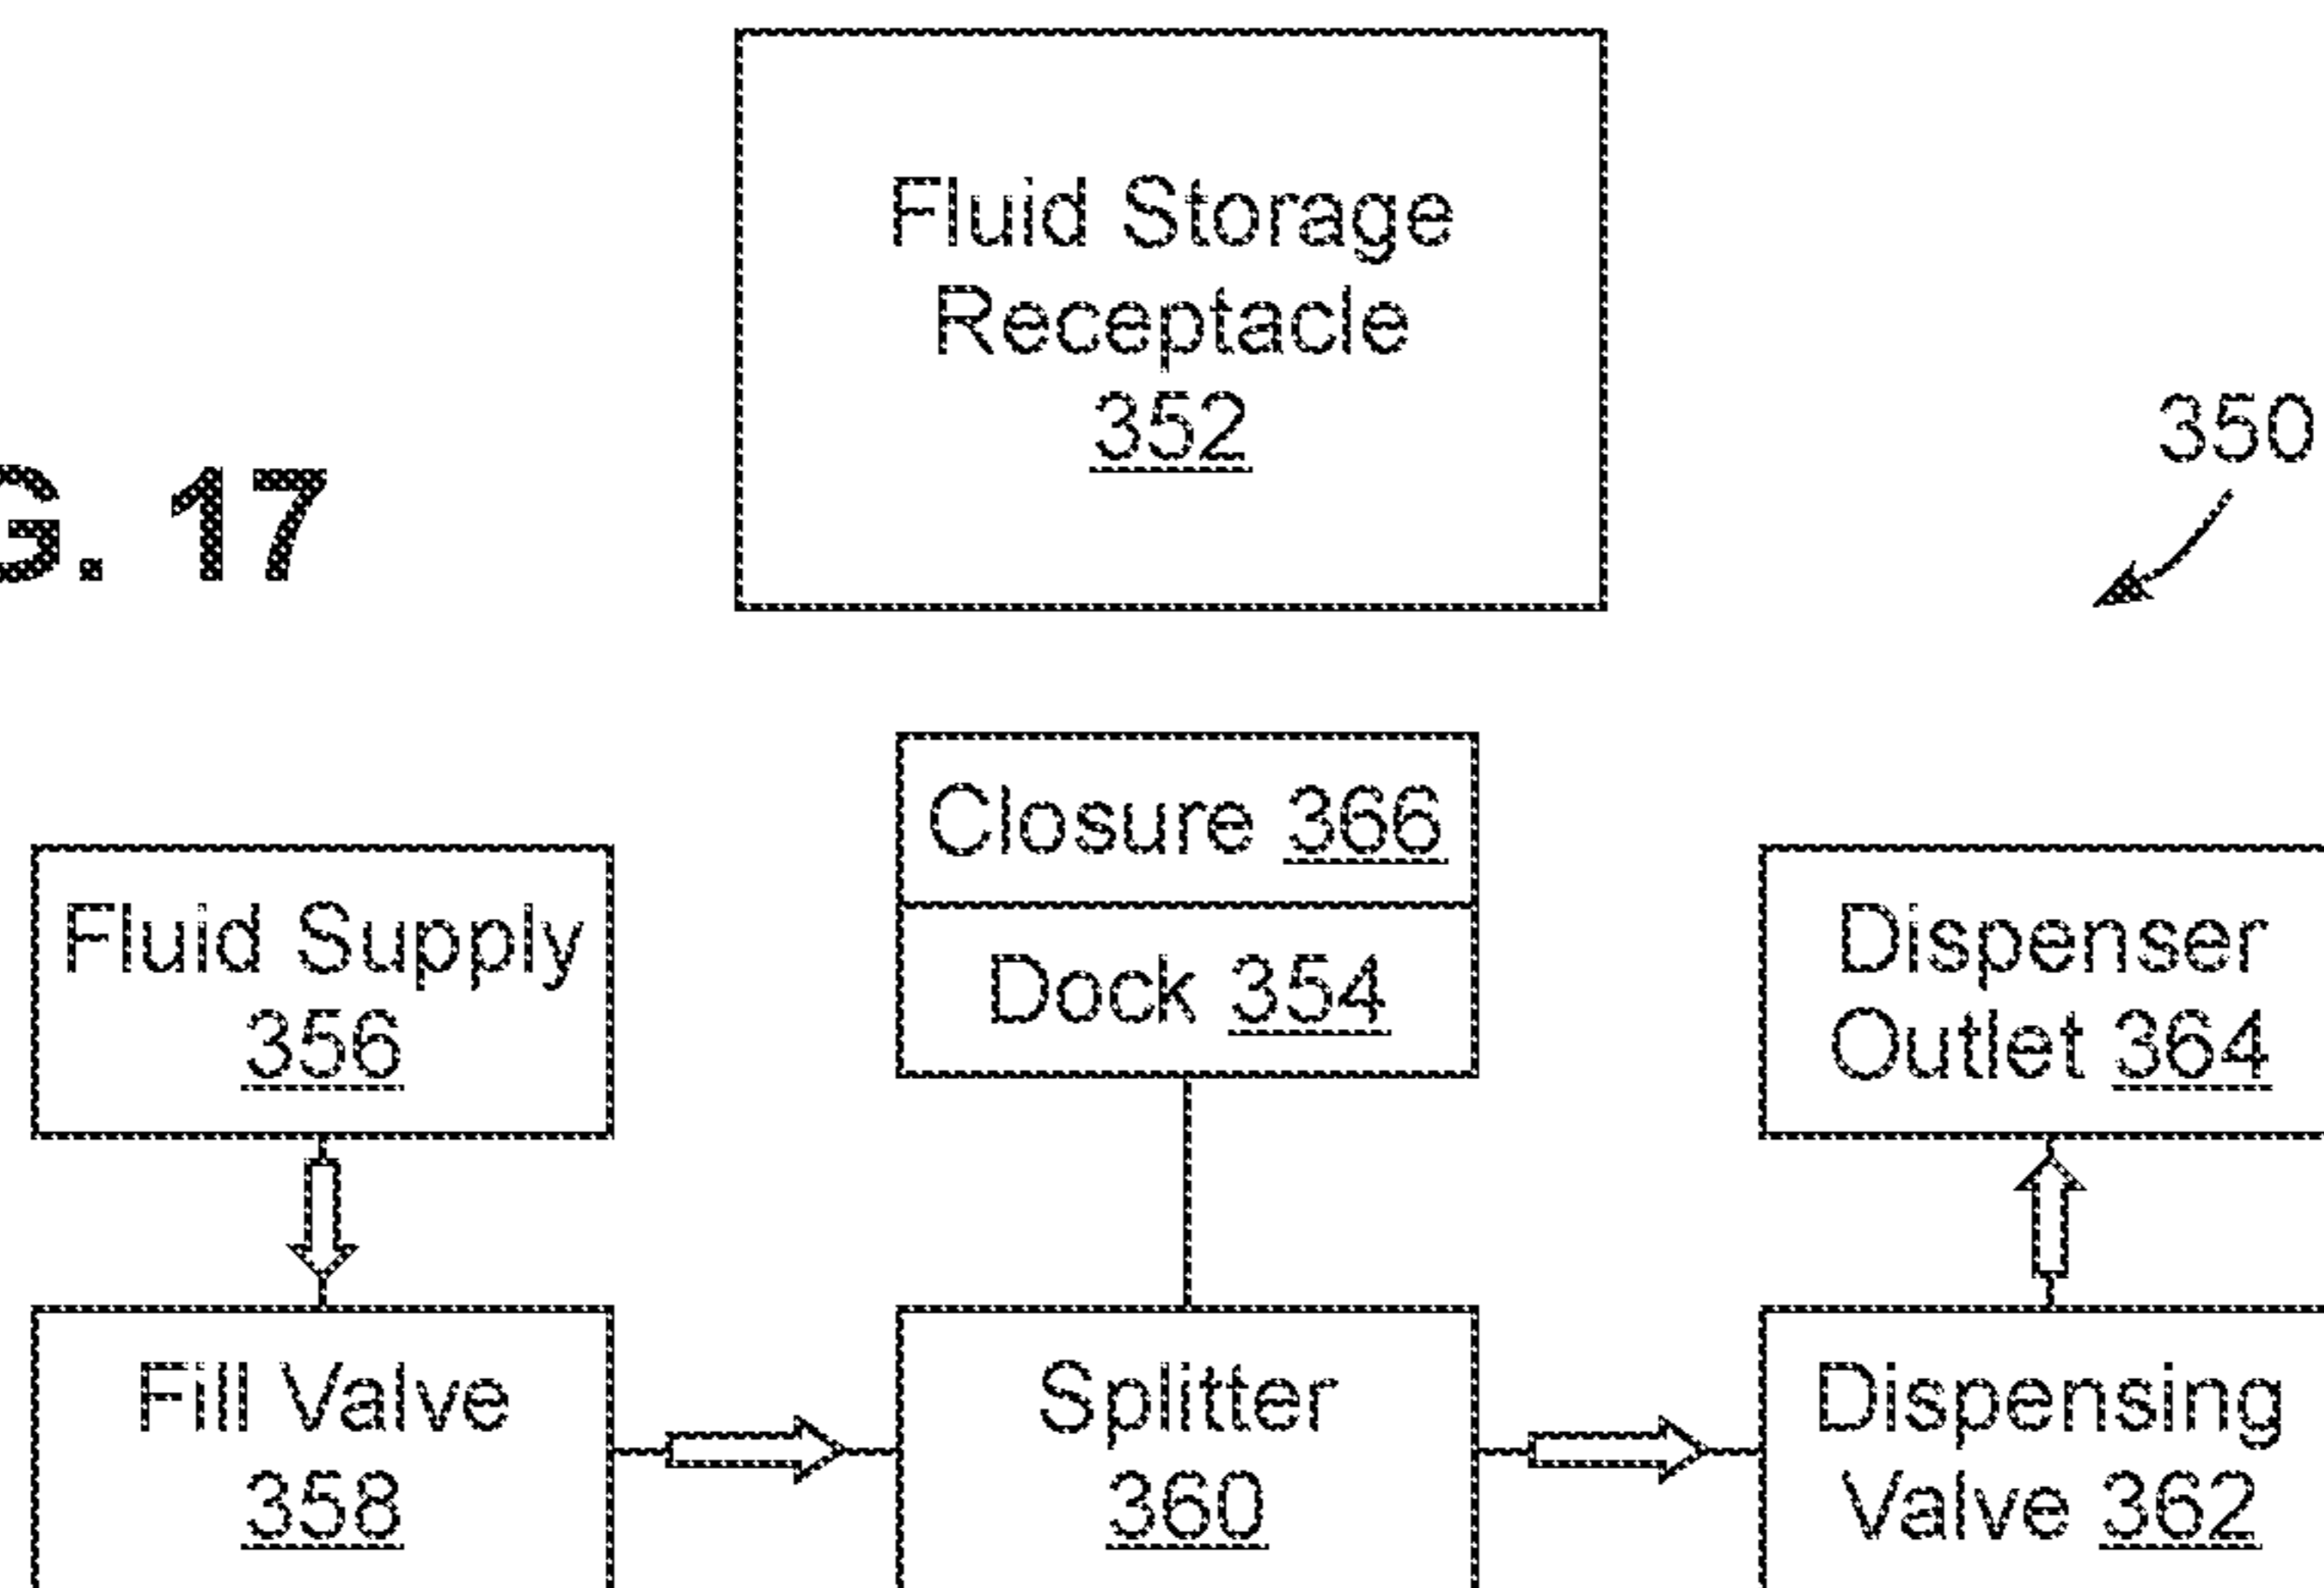 Fluid Storage
Receptacle
352
350
G. 17
Closure 366
Dock 354
Fluid Supply
356
Dispenser
Outlet 364
Fill Valve
358
Splitter
360
Dispensing
Valve 362